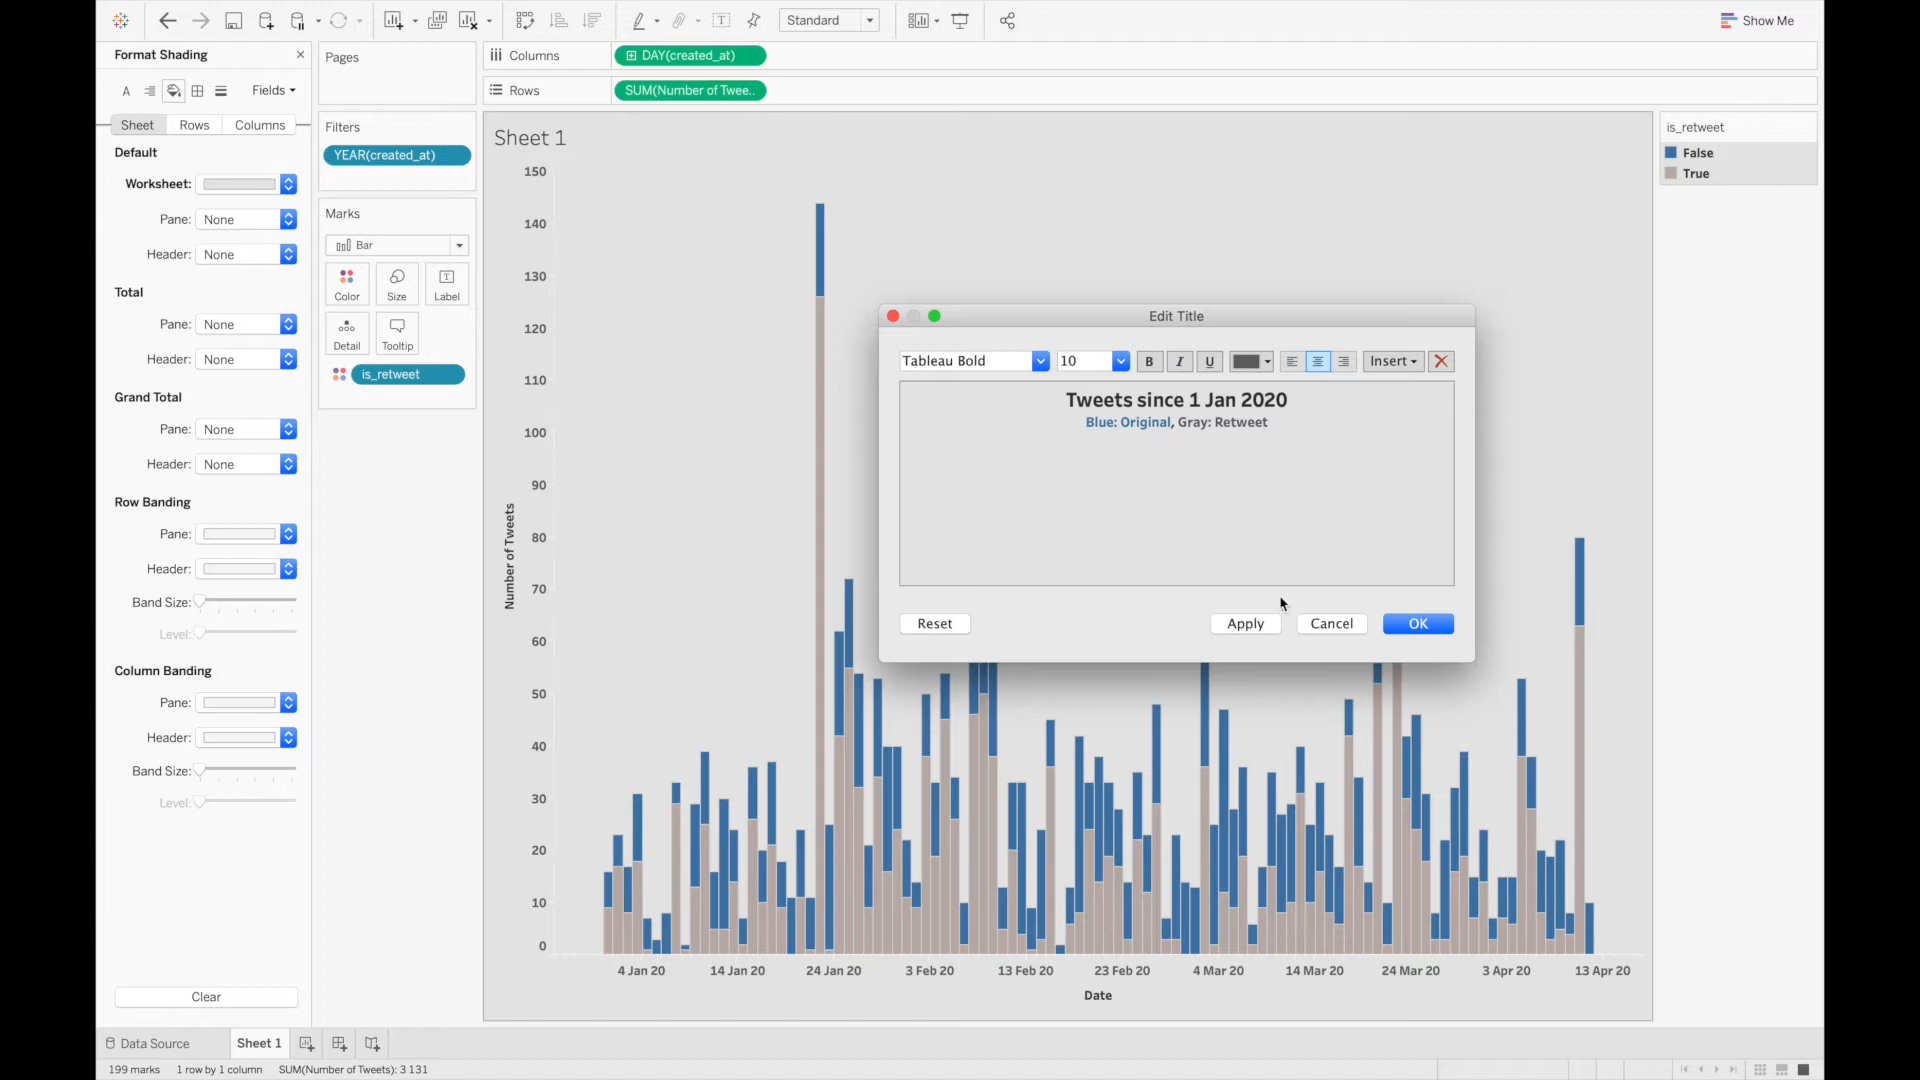 Standard
Show Me
Format Shading
Fields
Sheet
Rows
Columns
Default
Worksheet:
Pane: None
Header: None
Total
Pane: None
Header: None
Grand Total
Pane: None
Header: None
Row Banding
Pane:
Header:
Band Size:
Level:
Column Banding
Pane:
Header:
Band Size:
Level:
Clear
Pages
Filters
YEAR(created_at)
Marks
Bar
Color
Size
Label
Detail
Tooltip
is_retweet
Columns
DAY(created_at)
Rows
SUM(Number of Twee..
Sheet 1
150
140
130
120
110
100
90
80
70
60
50
40
30
20
10
0
Number of Tweets
4 Jan 20
14 Jan 20
24 Jan 20
3 Feb 20
13 Feb 20
23 Feb 20
4 Mar 20
14 Mar 20
24 Mar 20
3 Apr 20
13 Apr 20
Date
Edit Title
Tableau Bold
10
B
I
U
Insert
Tweets since 1 Jan 2020
Blue: Original, Gray: Retweet
Reset
Apply
Cancel
OK
is_retweet
False
True
Data Source
Sheet 1
199 marks
1 row by 1 column
SUM(Number of Tweets): 3 131